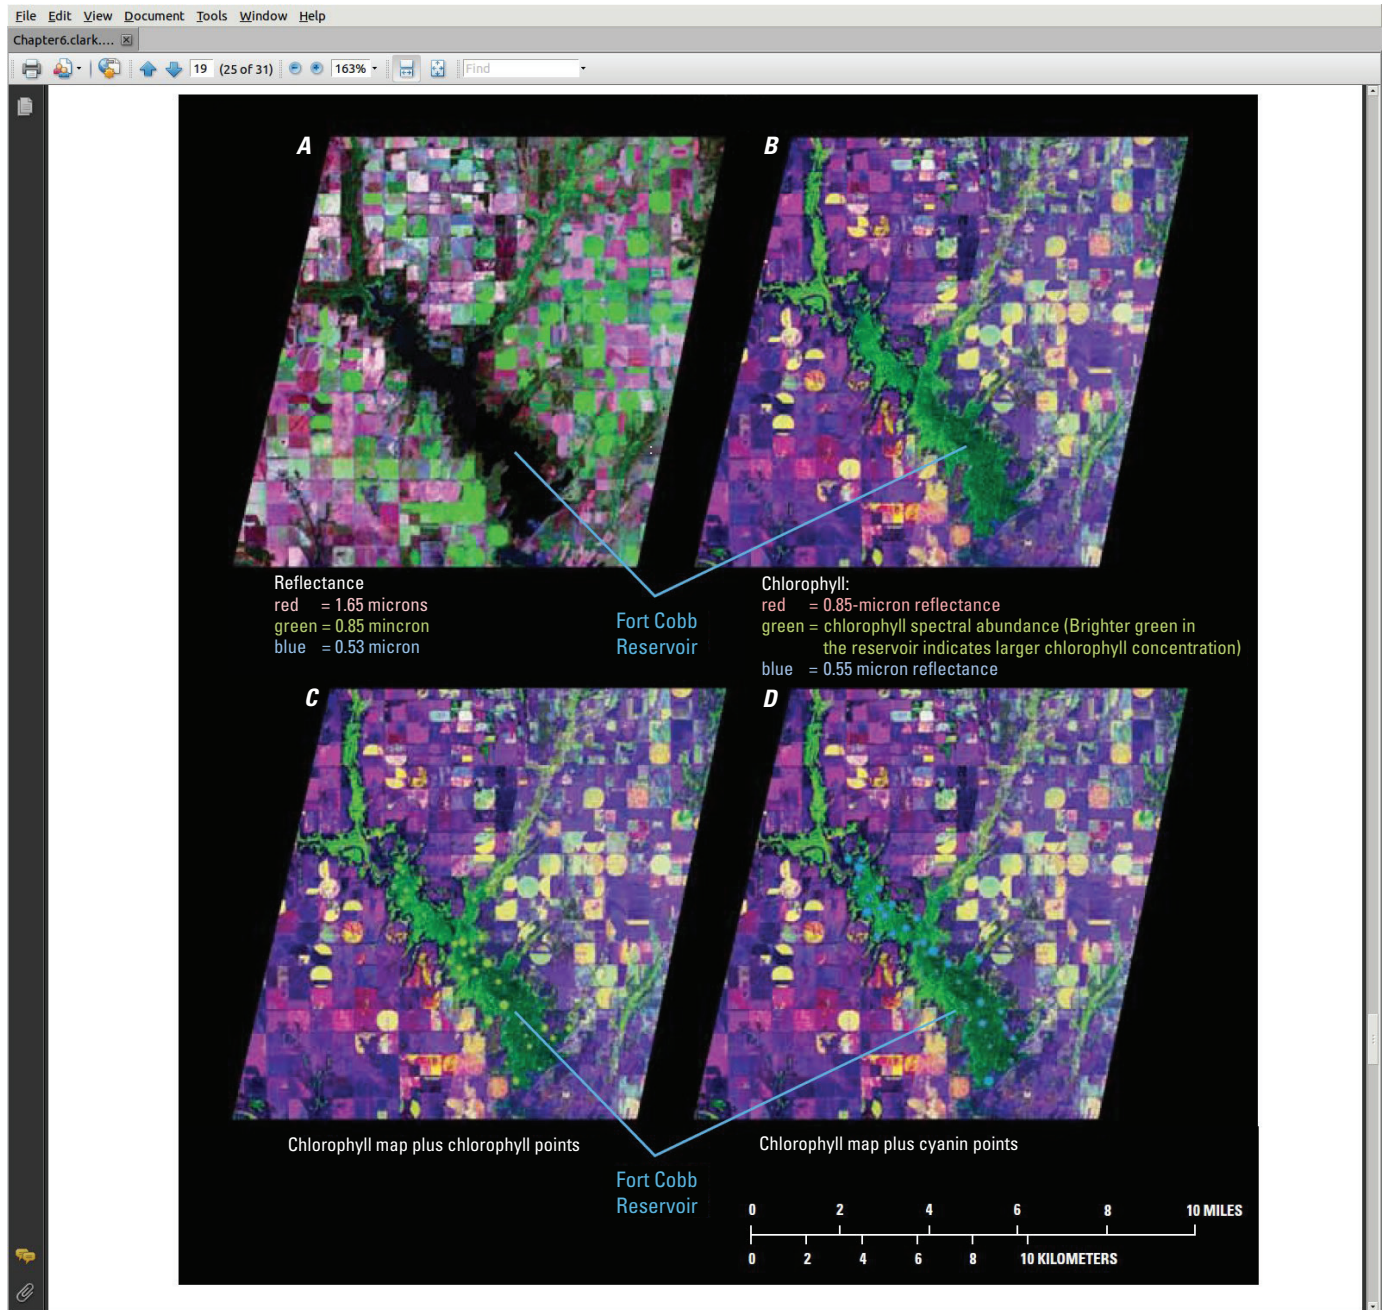 File Edit View Document Tools Window Help
Chapter6.clark....
19 (25 of 31) 163% Find
A
B
Reflectance
red = 1.65 microns
green = 0.85 mincron
blue = 0.53 micron
Fort Cobb
Reservoir
Chlorophyll:
red = 0.85-micron reflectance
green = chlorophyll spectral abundance (Brighter green in
the reservoir indicates larger chlorophyll concentration)
blue = 0.55 micron reflectance
C
D
Chlorophyll map plus chlorophyll points
Chlorophyll map plus cyanin points
Fort Cobb
Reservoir
0 2 4 6 8 10 MILES
0 2 4 6 8 10 KILOMETERS